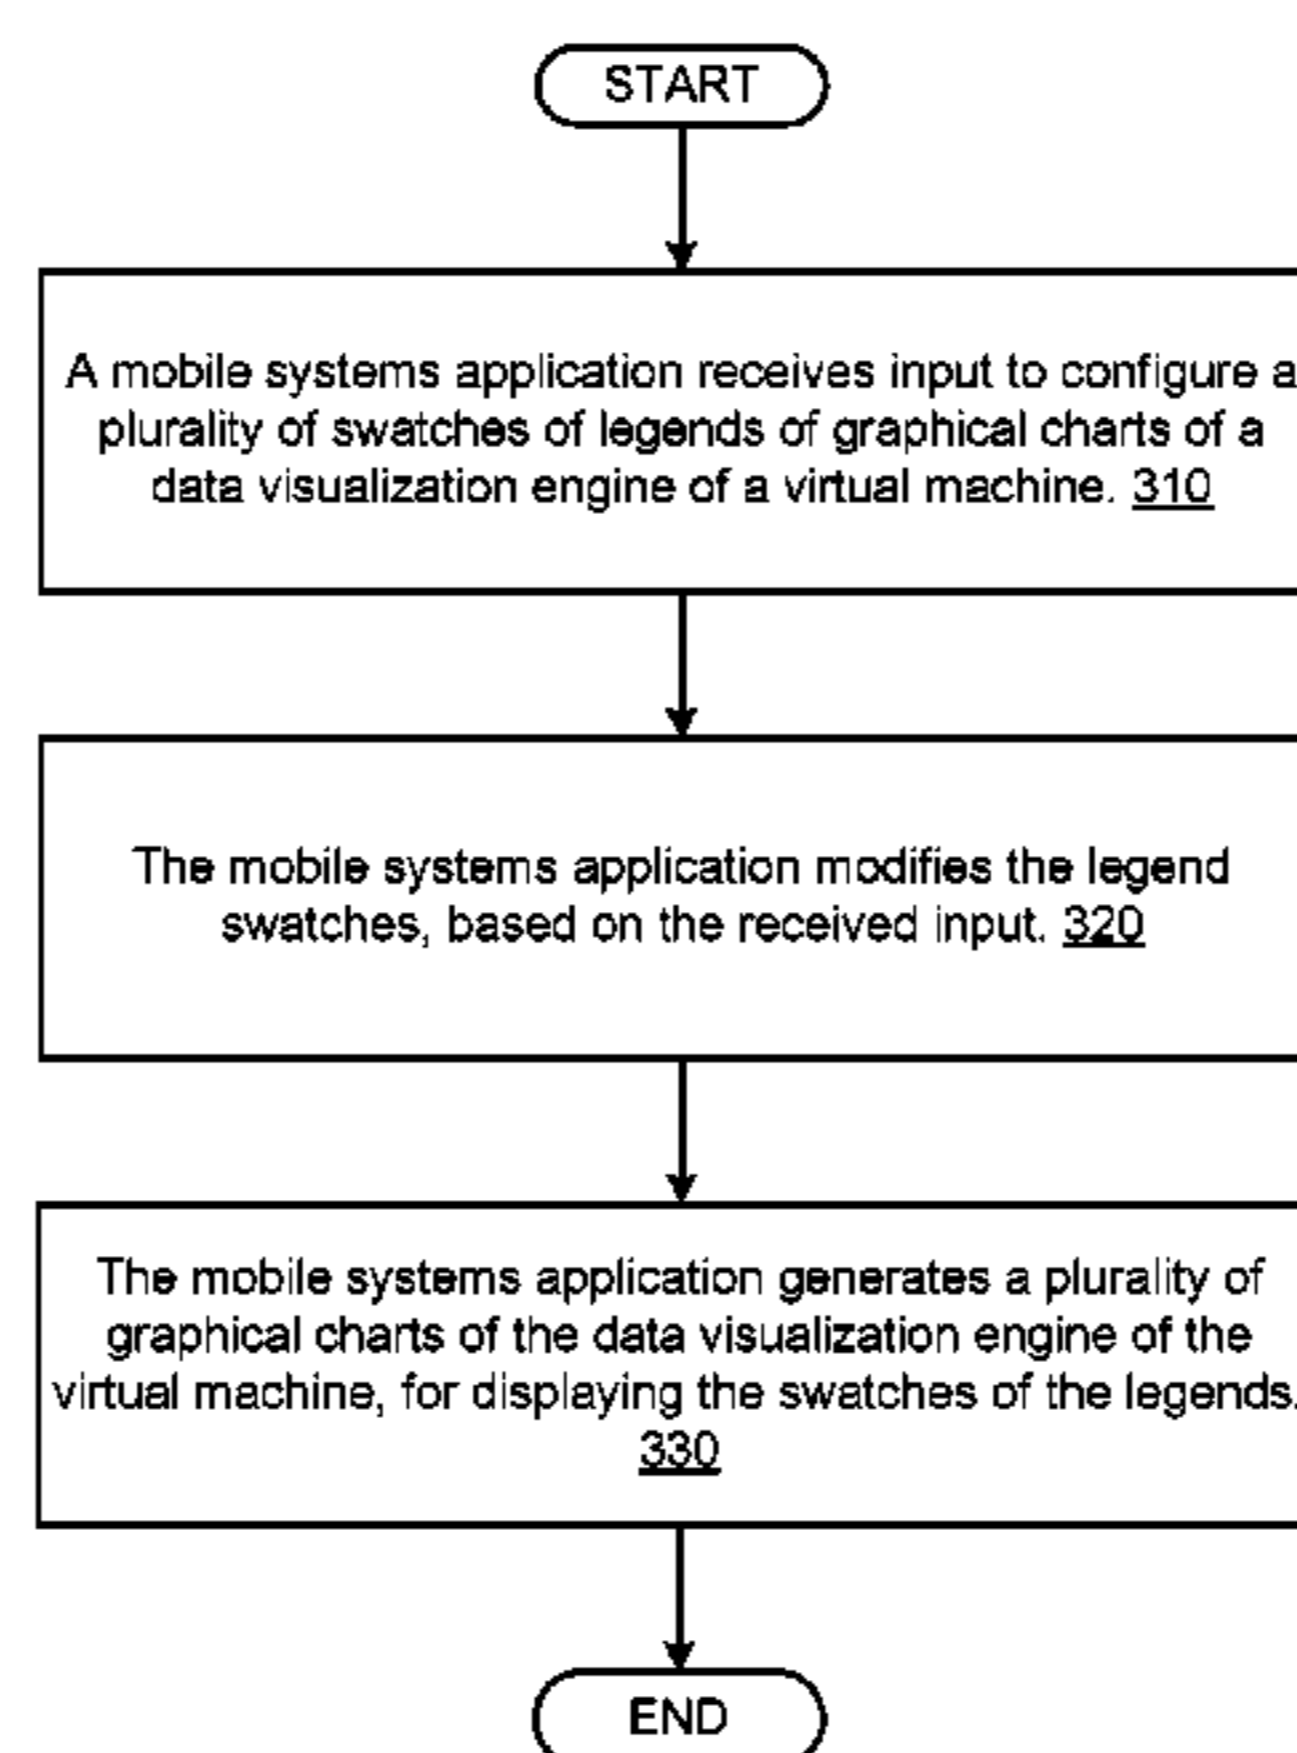 START
A mobile systems application receives input to configure a
plurality of swatches of legends of graphical charts of a
data visualization engine of a virtual machine. 310
The mobile systems application modifies the legend
swatches, based on the received input. 320
The mobile systems application generates a plurality of
graphical charts of the data visualization engine of the
virtual machine, for displaying the swatches of the legends.
330
END